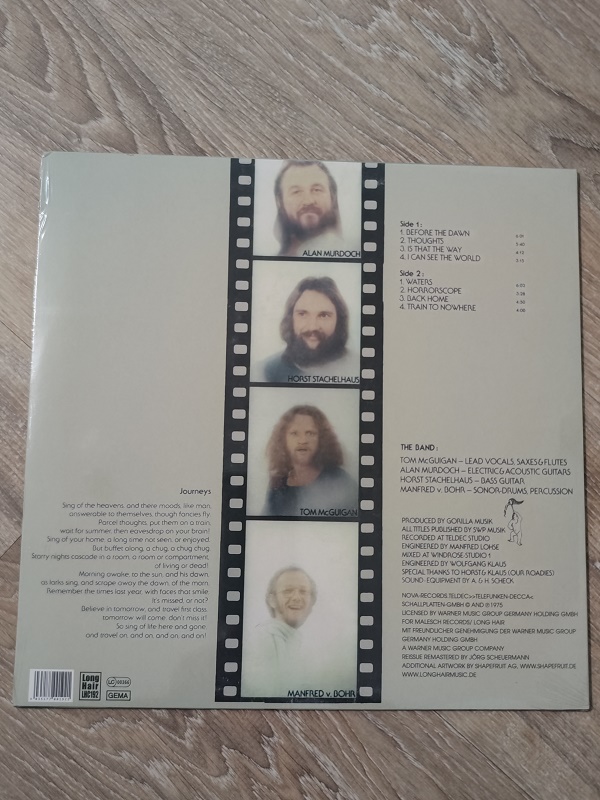 ALAN MURDOCH
HORST STACHELHAUS
TOM McGUIGAN
MANFRED v. BOHR
Side 1:
1. BEFORE THE DAWN
2. THOUGHTS
3. IS THAT THE WAY
4. I CAN SEE THE WORLD
Side 2:
1. WATERS
2. HORRORSCOPE
3. BACK HOME
4. TRAIN TO NOWHERE
THE BAND:
TOM McGUIGAN – LEAD VOCALS, SAXES & FLUTES
ALAN MURDOCH – ELECTRIC & ACOUSTIC GUITARS
HORST STACHELHAUS – BASS GUITAR
MANFRED v. BOHR – SONOR-DRUMS, PERCUSSION
PRODUCED BY GORILLA MUSIK
ALL TITLES PUBLISHED BY SWP MUSIK
RECORDED AT TELDEC STUDIO
ENGINEERED BY MANFRED LOHSE
MIXED AT WINDROSE STUDIO 1
ENGINEERED BY WOLFGANG KLAUS
SPECIAL THANKS TO HORST & KLAUS (OUR ROADIES)
SOUND-EQUIPMENT BY A. & H. SCHECK
NOVA-RECORDS.TELDEC>>TELEFUNKEN-DECCA<<
SCHALLPLATTEN-GMBH © AND ℗ 1975
LICENSED BY WARNER MUSIC GROUP GERMANY HOLDING GMBH
FOR MALESCH RECORDS/ LONG HAIR
MIT FREUNDLICHER GENEHMIGUNG DER WARNER MUSIC GROUP
GERMANY HOLDING GMBH
A WARNER MUSIC GROUP COMPANY
REISSUE REMASTERED BY JÖRG SCHEUERMANN
ADDITIONAL ARTWORK BY SHAPEFRUIT AG, WWW.SHAPEFRUIT.DE
WWW.LONGHAIRMUSIC.DE
Journeys
Sing of the heavens, and there moods, like man,
answerable to themselves, though fancies fly.
Parcel thoughts, put them on a train,
wait for summer, then eavesdrop on your brain!
Sing of your home, a long time not seen, or enjoyed.
But buffet along, a chug, a chug chug.
Starry nights cascade in a room, a room or compartment,
of living or dead!
Morning awake, to the sun, and his dawn,
as larks sing, and scrape away the dawn, of the morn.
Remember the times last year, with faces that smile
It's missed, or not?
Believe in tomorrow, and travel first class,
tomorrow will come, don't miss it!
So sing of life here and gone,
and travel on, and on, and on, and on!
Long
Hair
LHC192
GEMA